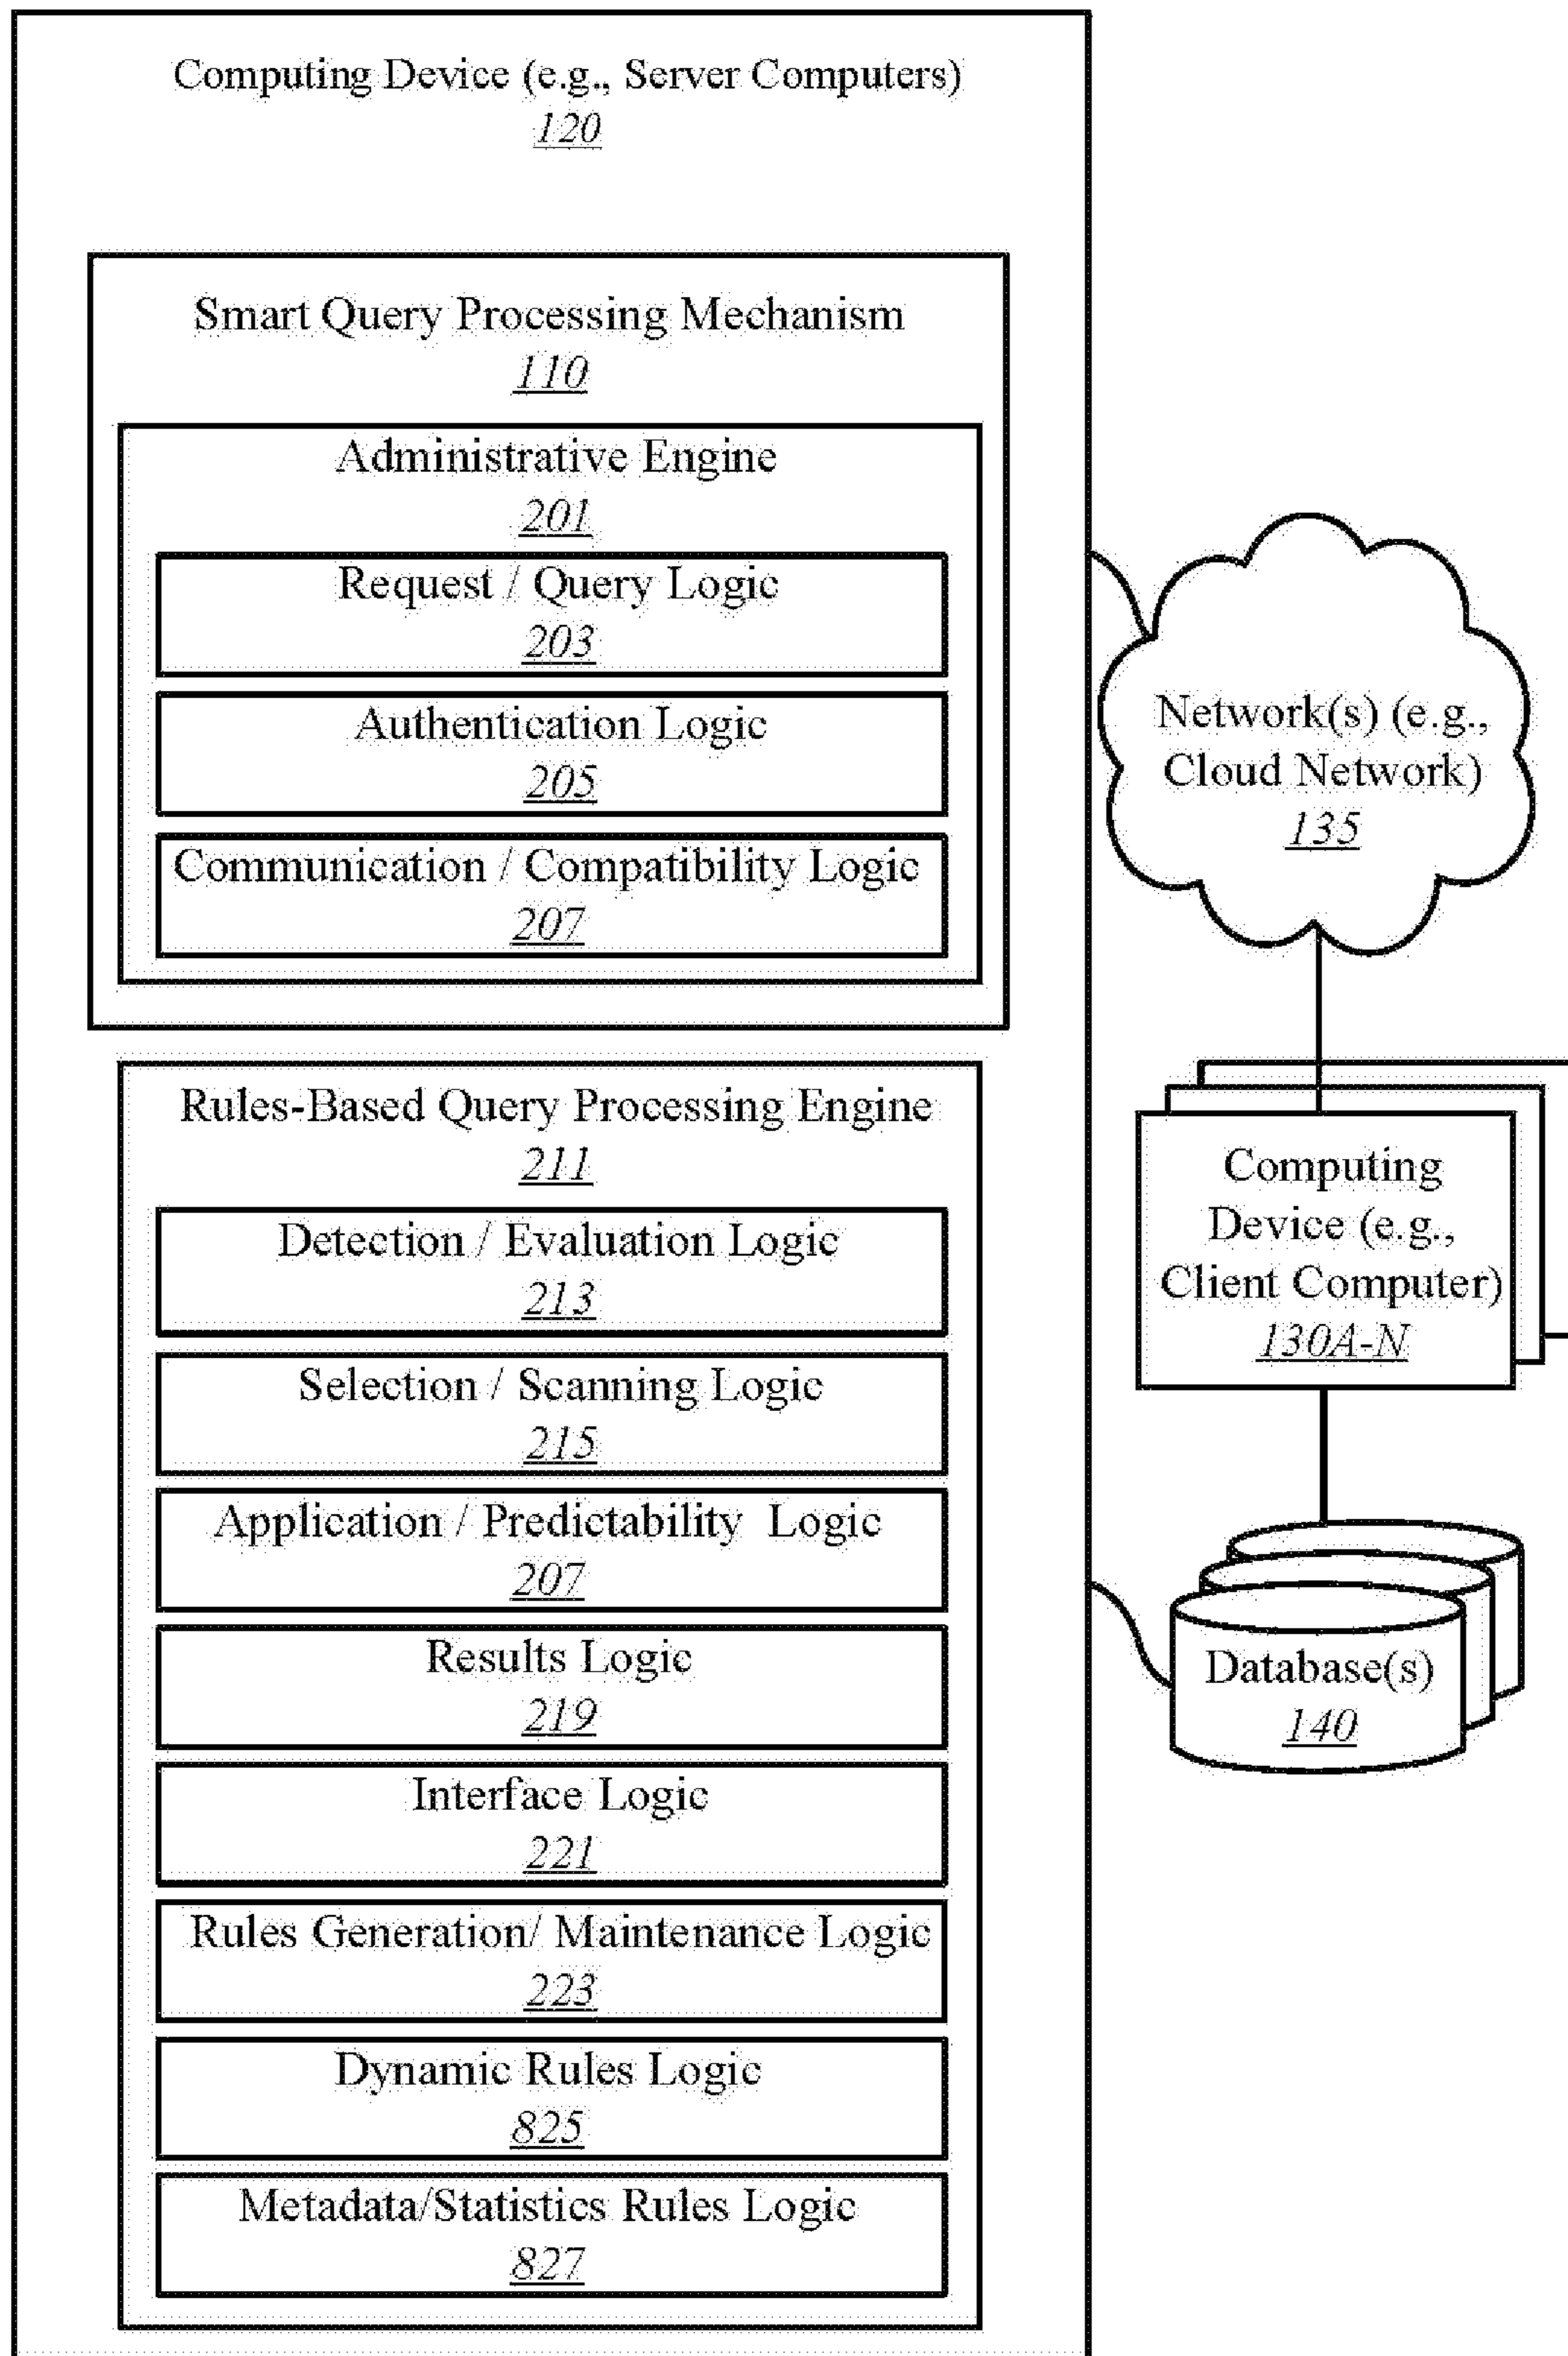 Computing Device (e.g., Server Computers)
120
Smart Query Processing Mechanism
110
Administrative Engine
201
Request / Query Logic
203
Authentication Logic
205
Communication / Compatibility Logic
207
Rules-Based Query Processing Engine
211
Detection / Evaluation Logic
213
Selection / Scanning Logic
215
Application / Predictability Logic
207
Results Logic
219
Interface Logic
221
Rules Generation/ Maintenance Logic
223
Dynamic Rules Logic
825
Metadata/Statistics Rules Logic
827
Network(s) (e.g.,
Cloud Network)
135
Computing
Device (e.g.,
Client Computer)
130A-N
Database(s)
140